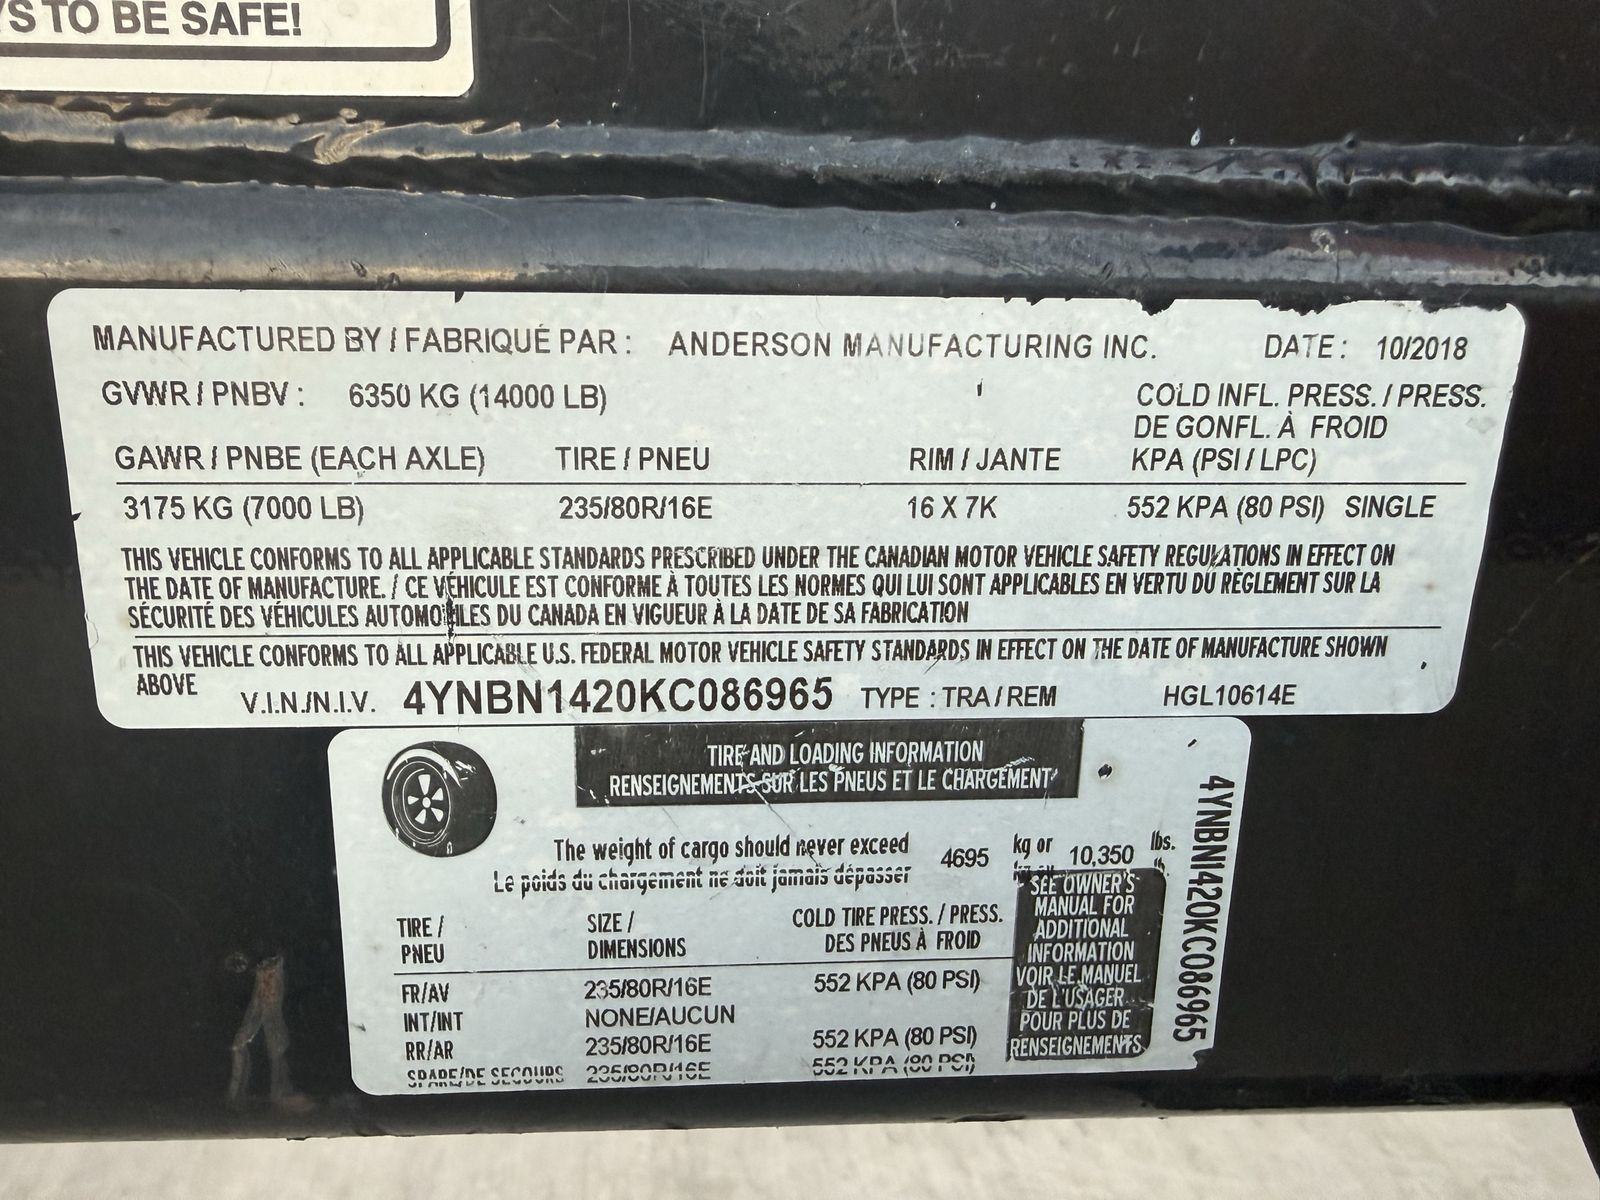 S TO BE SAFE!
MANUFACTURED BY / FABRIQUÉ PAR : ANDERSON MANUFACTURING INC. DATE : 10/2018
GVWR / PNBV : 6350 KG (14000 LB)
COLD INFL. PRESS. / PRESS.
DE GONFL. À FROID
GAWR / PNBE (EACH AXLE) TIRE / PNEU RIM / JANTE KPA (PSI / LPC)
3175 KG (7000 LB) 235/80R/16E 16 X 7K 552 KPA (80 PSI) SINGLE
THIS VEHICLE CONFORMS TO ALL APPLICABLE STANDARDS PRESCRIBED UNDER THE CANADIAN MOTOR VEHICLE SAFETY REGULATIONS IN EFFECT ON
THE DATE OF MANUFACTURE. / CE VÉHICULE EST CONFORME À TOUTES LES NORMES QUI LUI SONT APPLICABLES EN VERTU DU RÈGLEMENT SUR LA
SÉCURITÉ DES VÉHICULES AUTOMOBILES DU CANADA EN VIGUEUR À LA DATE DE SA FABRICATION
THIS VEHICLE CONFORMS TO ALL APPLICABLE U.S. FEDERAL MOTOR VEHICLE SAFETY STANDARDS IN EFFECT ON THE DATE OF MANUFACTURE SHOWN
ABOVE
V.I.N./N.I.V. 4YNBN1420KC086965 TYPE : TRA / REM HGL10614E
TIRE AND LOADING INFORMATION
RENSEIGNEMENTS SUR LES PNEUS ET LE CHARGEMENT
The weight of cargo should never exceed 4695 kg or 10,350 lbs.
Le poids du chargement ne doit jamais dépasser kg ou lb
TIRE / SIZE / COLD TIRE PRESS. / PRESS.
PNEU DIMENSIONS DES PNEUS À FROID
FR/AV 235/80R/16E 552 KPA (80 PSI)
INT/INT NONE/AUCUN
RR/AR 235/80R/16E 552 KPA (80 PSI)
SPARE/DE SECOURS 235/80R/16E 552 KPA (80 PSI)
SEE OWNER'S
MANUAL FOR
ADDITIONAL
INFORMATION
VOIR LE MANUEL
DE L'USAGER
POUR PLUS DE
RENSEIGNEMENTS
4YNBN1420KC086965